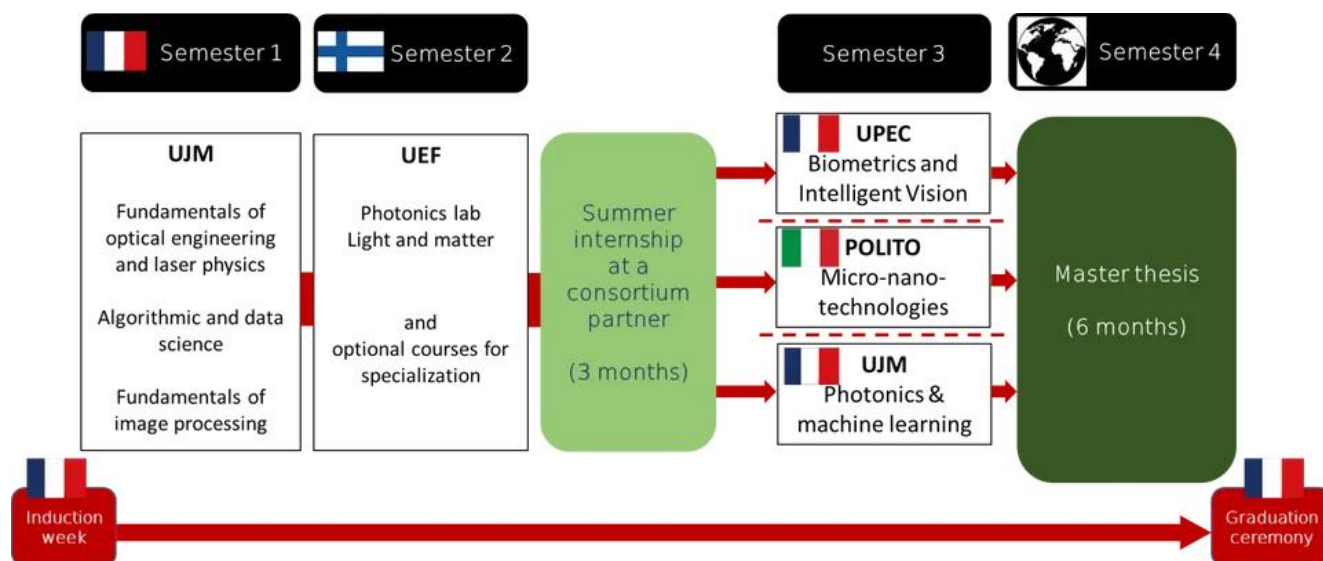 Semester 1
Semester 2
Semester 3
Semester 4
UJM
Fundamentals of
optical engineering
and laser physics
Algorithmic and data
science
Fundamentals of
image processing
UEF
Photonics lab
Light and matter
and
optional courses for
specialization
Summer
internship
at a
consortium
partner
(3 months)
UPEC
Biometrics and
Intelligent Vision
POLITO
Micro-nano-
technologies
UJM
Photonics &
machine learning
Master thesis
(6 months)
Induction
week
Graduation
ceremony